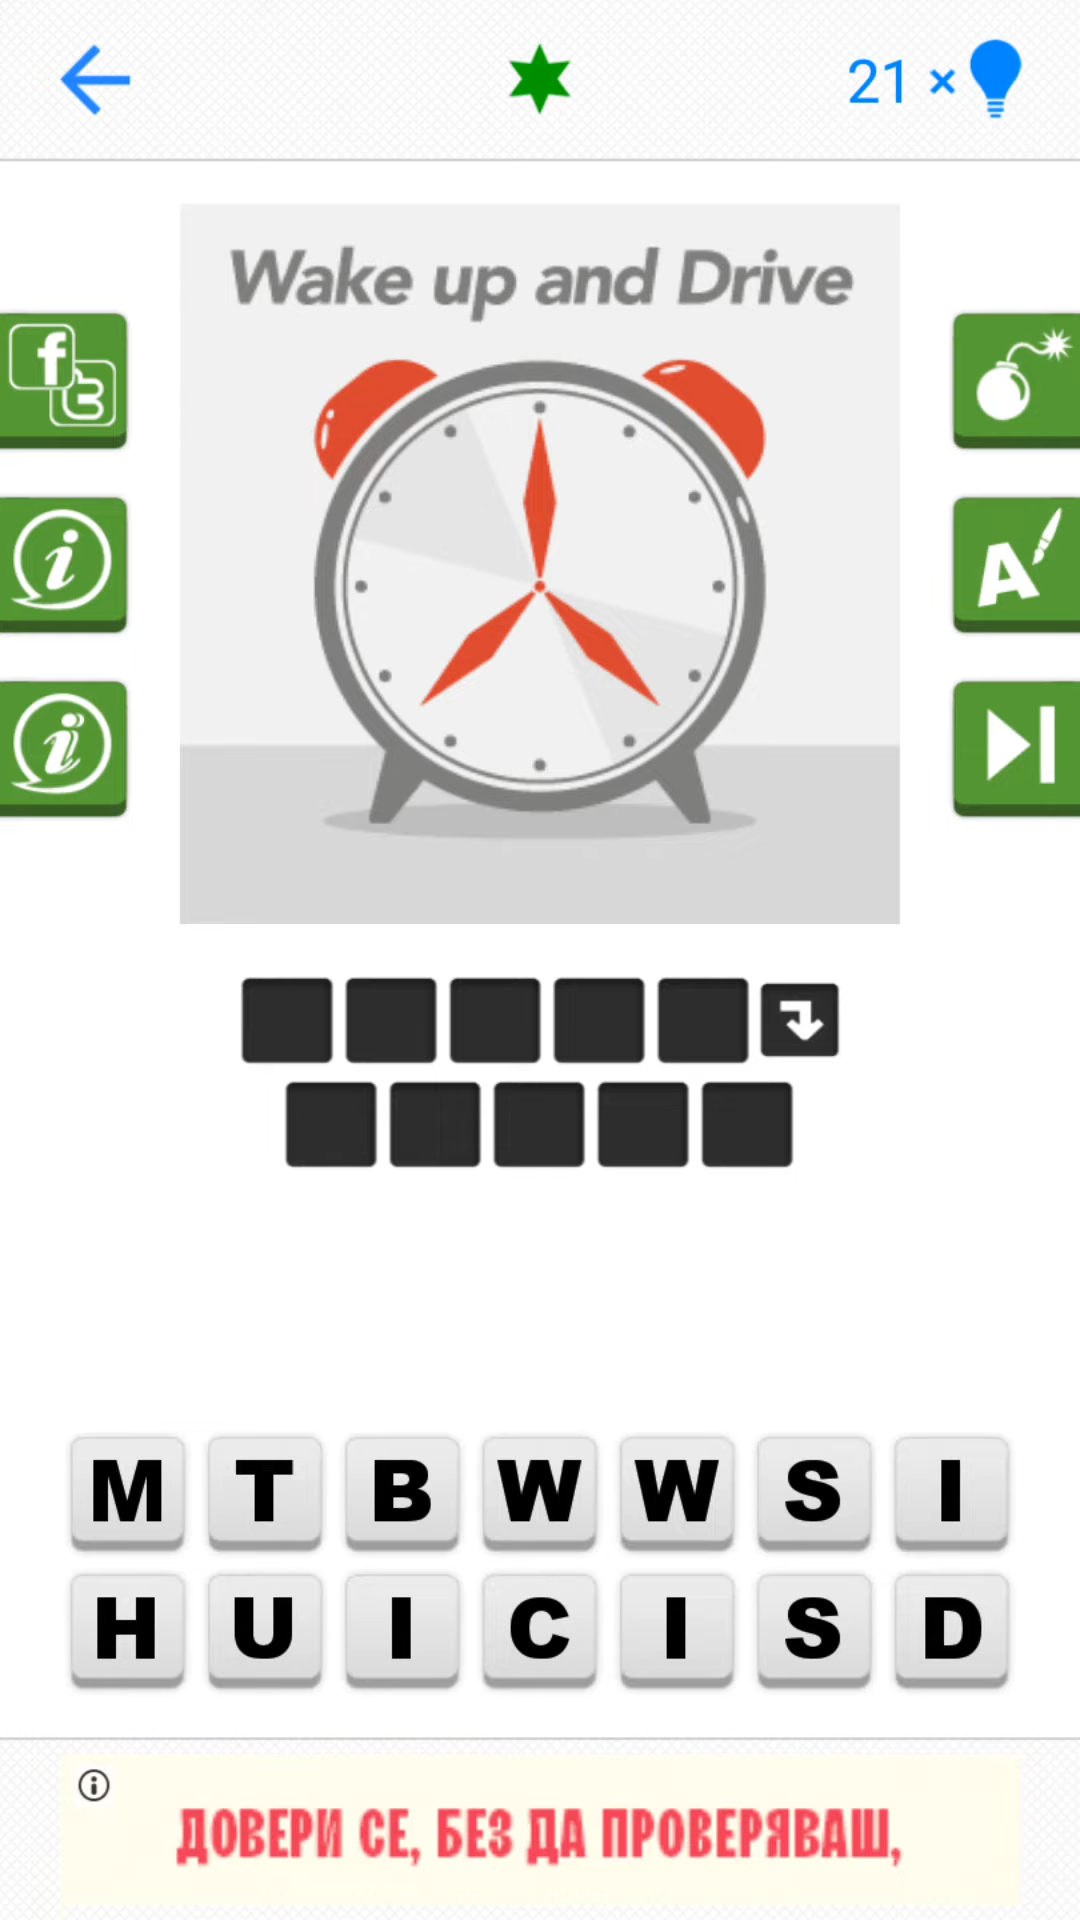 21 ×
Wake up and Drive
f
t
i
A
i
M T B W W S I
H U I C I S D
ДОВЕРИ СЕ, БЕЗ ДА ПРОВЕРЯВАШ,